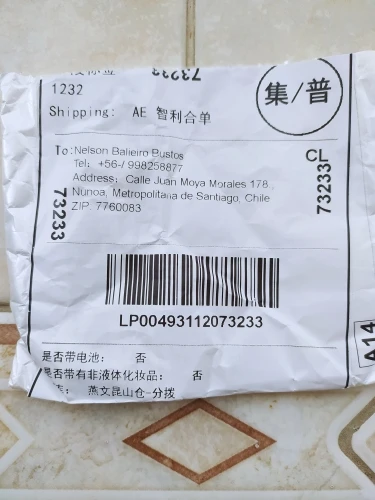 73233
1232
集/普
Shipping: AE 智利合单
To: Nelson Balieiro Bustos
Tel: +56-/ 998258877
Address: Calle Juan Moya Morales 178,
Nunoa, Metropolitana de Santiago, Chile
ZIP. 7760083
CL
73233
73233
LP00493112073233
A14
是否带电池: 否
是否带有非液体化妆品: 否
燕文昆山仓-分拨